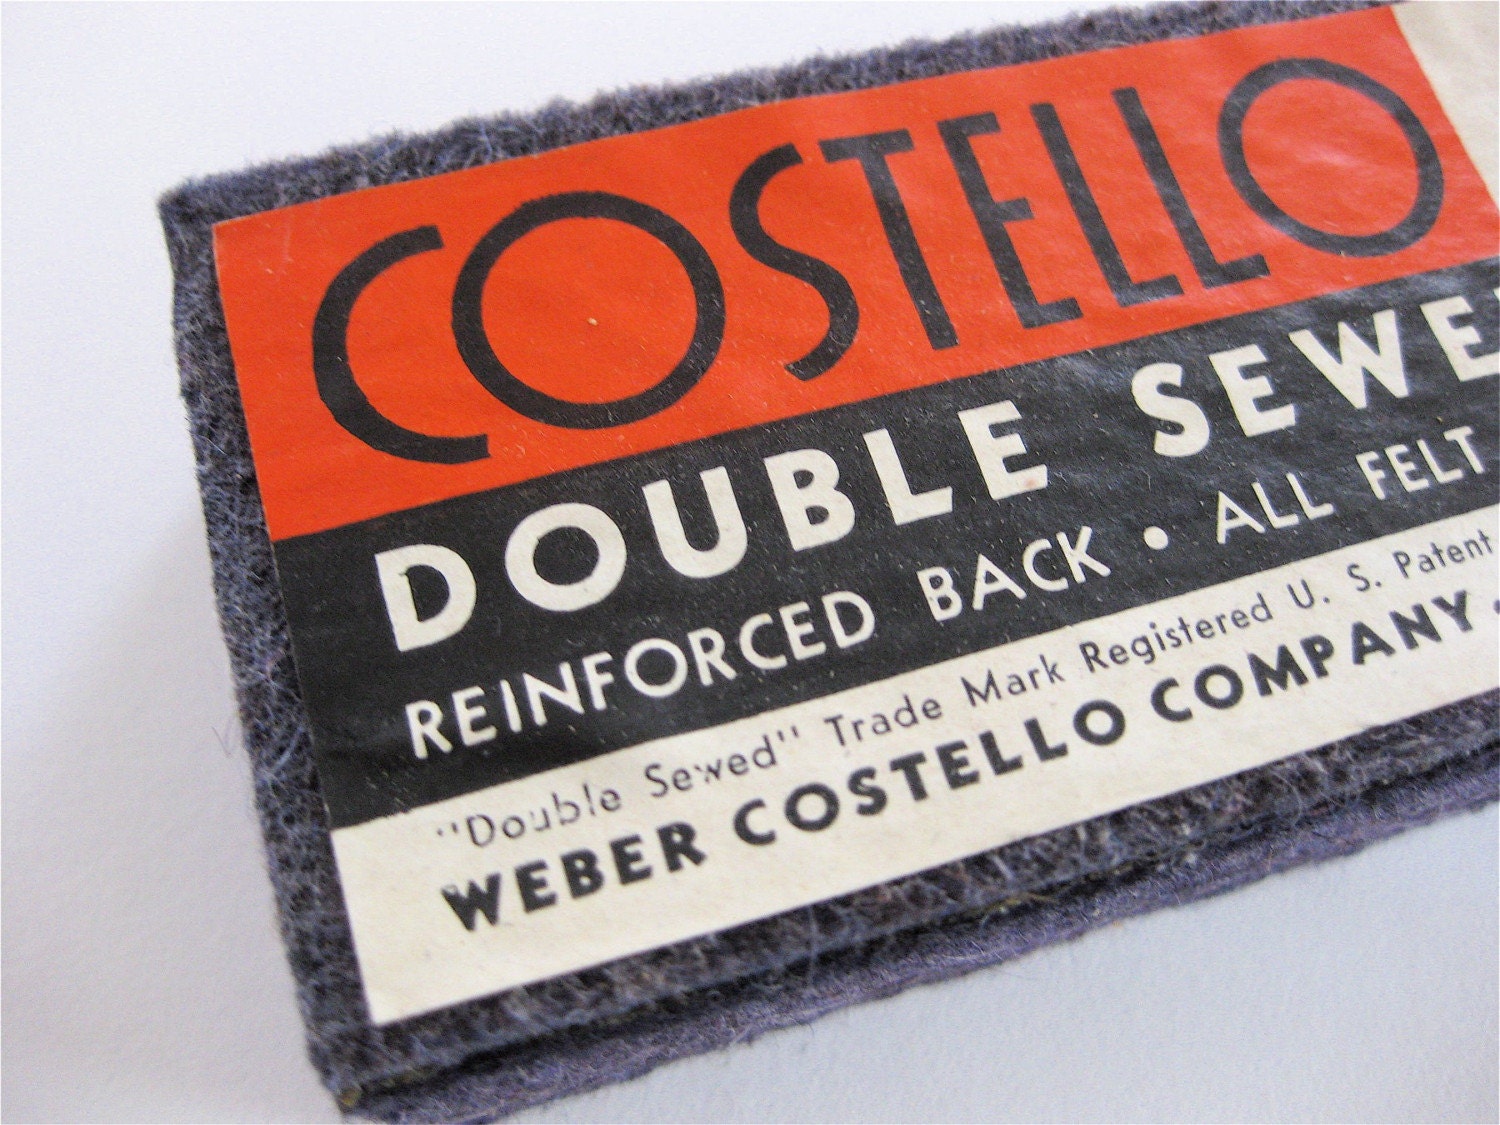 COSTELLO
DOUBLE SEWE
REINFORCED BACK • ALL FELT
"Double Sewed" Trade Mark Registered U. S. Patent
WEBER COSTELLO COMPANY